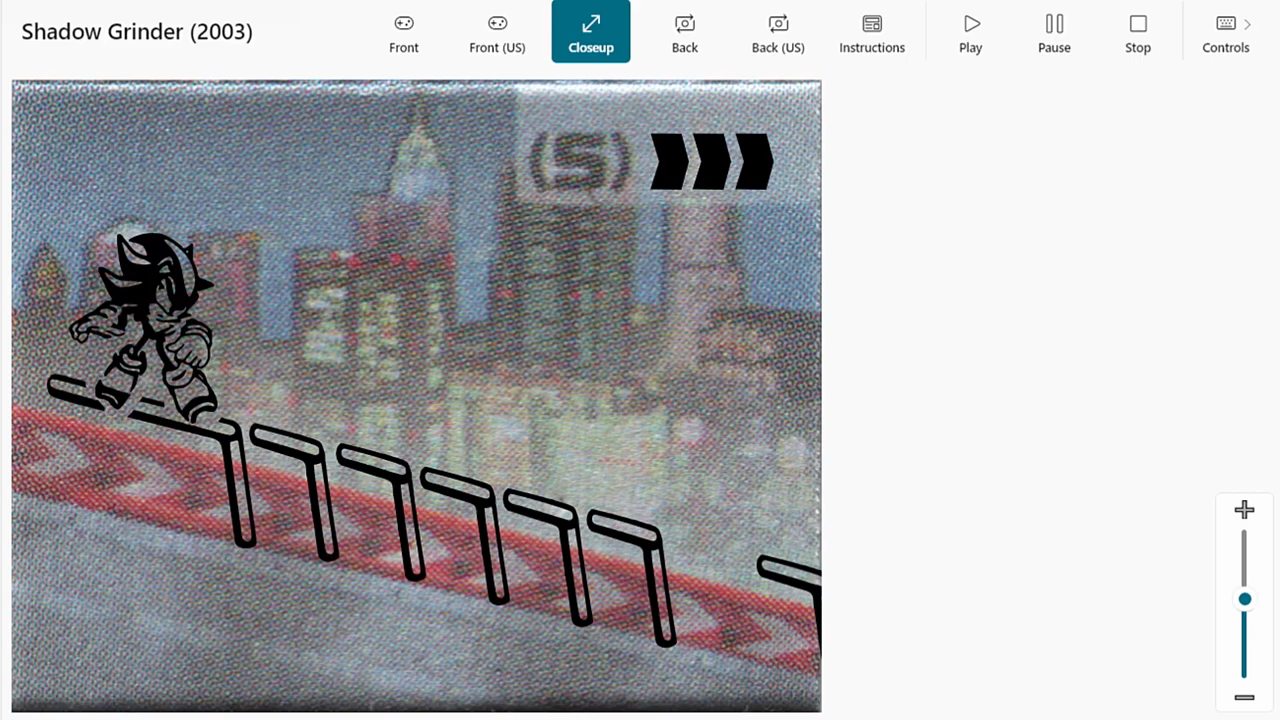 Shadow Grinder (2003)
Front
Front (US)
Closeup
Back
Back (US)
Instructions
Play
Pause
Stop
Controls
(S)